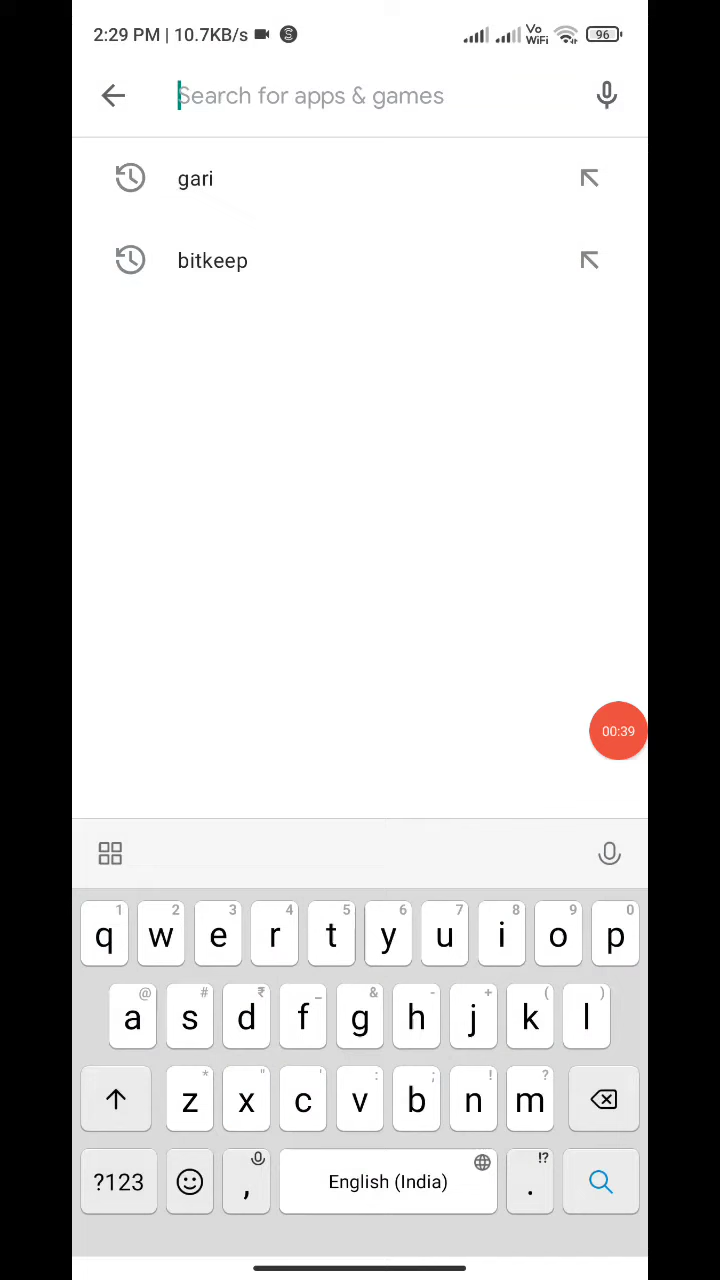 2:29 PM | 10.7KB/s Vo WiFi 96
Search for apps & games
gari
bitkeep
00:39
1 2 3 4 5 6 7 8 9 0
q w e r t y u i o p
@ # ₹ _ & - + ( )
a s d f g h j k l
* " ' : ; ! ?
z x c v b n m
?123 , English (India) !? .